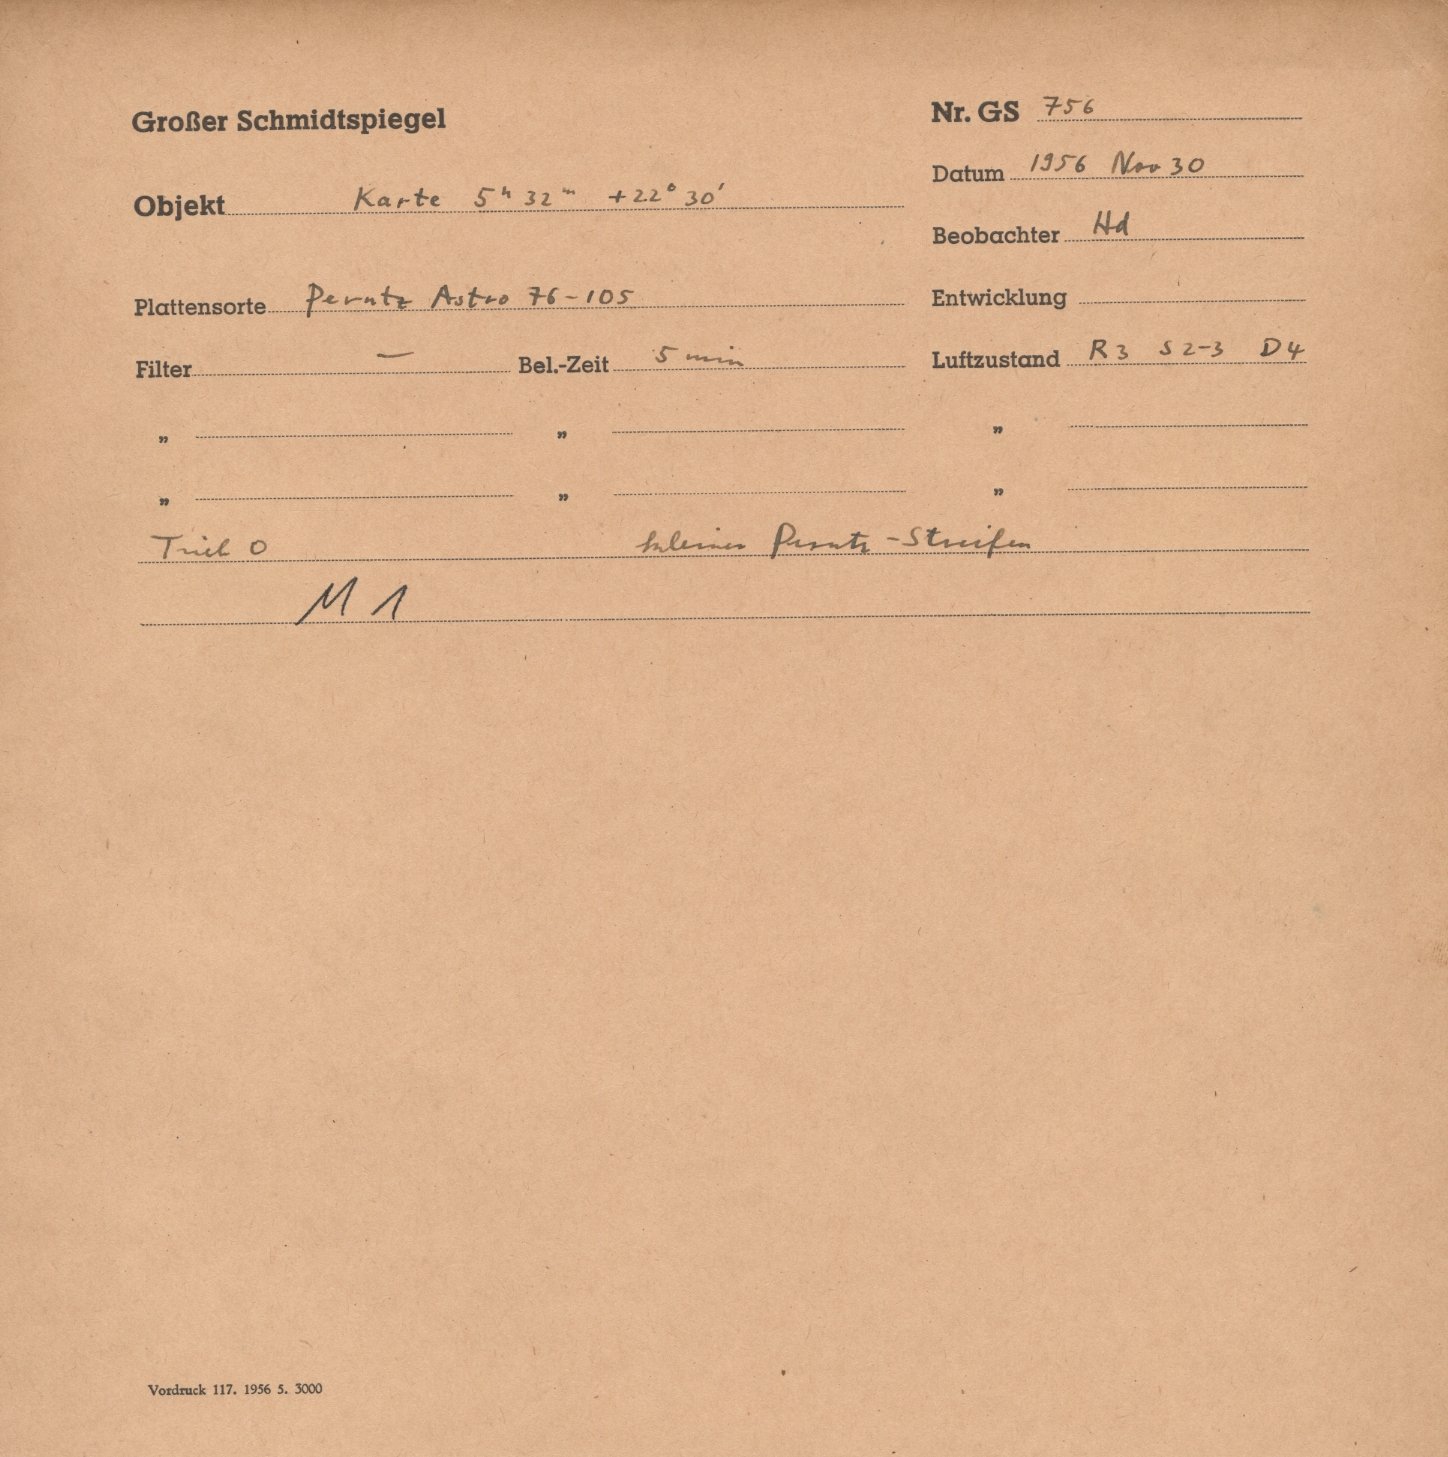 Großer Schmidtspiegel
Nr. GS 756
Datum 1956 Nov 30
Objekt Karte 5ʰ 32ᵐ +22° 30'
Beobachter Hd
Plattensorte Perutz Astro 76-105
Entwicklung
Filter — Bel.-Zeit 5 min
Luftzustand R3 S2-3 D4
„ „ „
„ „ „
Trieb 0 kleiner Perutz-Streifen
M 1
Vordruck 117. 1956 5. 3000